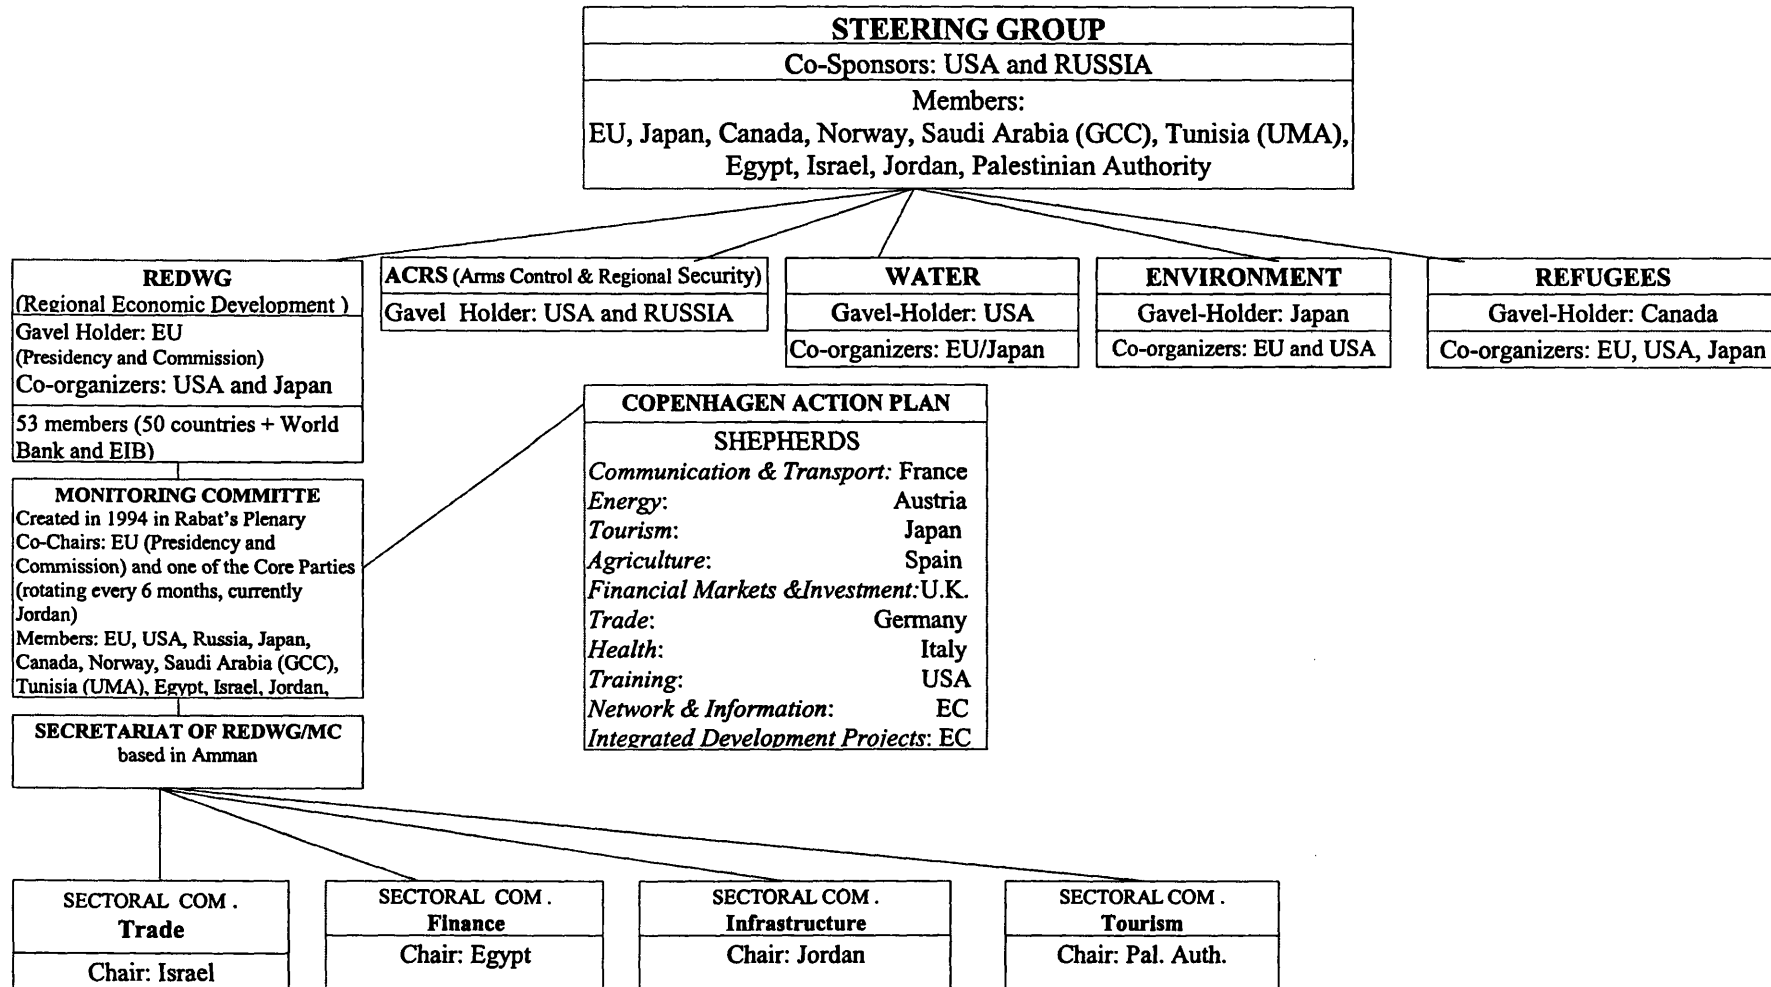 STEERING GROUP
Co-Sponsors: USA and RUSSIA
Members:
EU, Japan, Canada, Norway, Saudi Arabia (GCC), Tunisia (UMA),
Egypt, Israel, Jordan, Palestinian Authority
REDWG
(Regional Economic Development )
Gavel Holder: EU
(Presidency and Commission)
Co-organizers: USA and Japan
53 members (50 countries + World
Bank and EIB)
ACRS (Arms Control & Regional Security)
Gavel Holder: USA and RUSSIA
WATER
Gavel-Holder: USA
Co-organizers: EU/Japan
ENVIRONMENT
Gavel-Holder: Japan
Co-organizers: EU and USA
REFUGEES
Gavel-Holder: Canada
Co-organizers: EU, USA, Japan
MONITORING COMMITTE
Created in 1994 in Rabat's Plenary
Co-Chairs: EU (Presidency and
Commission) and one of the Core Parties
(rotating every 6 months, currently
Jordan)
Members: EU, USA, Russia, Japan,
Canada, Norway, Saudi Arabia (GCC),
Tunisia (UMA), Egypt, Israel, Jordan,
COPENHAGEN ACTION PLAN
SHEPHERDS
Communication & Transport: France
Energy: Austria
Tourism: Japan
Agriculture: Spain
Financial Markets &Investment:U.K.
Trade: Germany
Health: Italy
Training: USA
Network & Information: EC
Integrated Development Projects: EC
SECRETARIAT OF REDWG/MC
based in Amman
SECTORAL COM .
Trade
Chair: Israel
SECTORAL COM .
Finance
Chair: Egypt
SECTORAL COM .
Infrastructure
Chair: Jordan
SECTORAL COM .
Tourism
Chair: Pal. Auth.